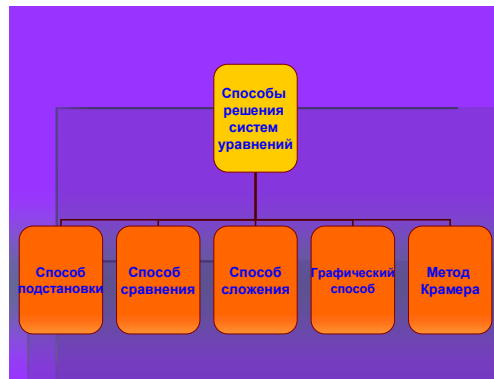 Способы
решения
систем
уравнений
Способ
подстановки
Способ
сравнения
Способ
сложения
Графический
способ
Метод
Крамера